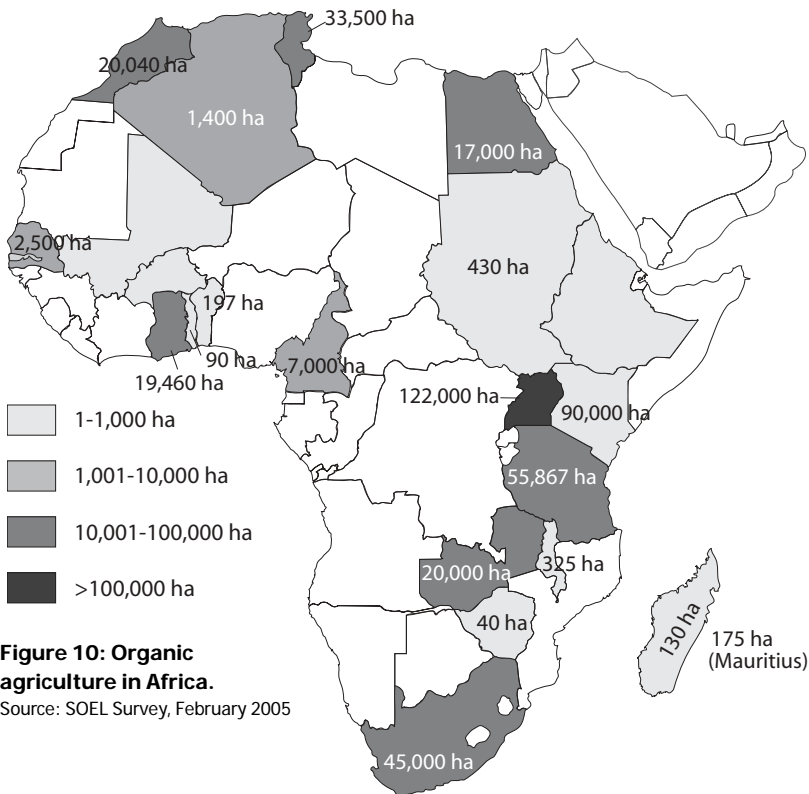 33,500 ha
20,040 ha
1,400 ha
17,000 ha
2,500 ha
430 ha
197 ha
90 ha
7,000 ha
19,460 ha
122,000 ha
90,000 ha
1-1,000 ha
1,001-10,000 ha
55,867 ha
10,001-100,000 ha
325 ha
20,000 ha
>100,000 ha
40 ha
130 ha
175 ha
(Mauritius)
Figure 10: Organic
agriculture in Africa.
Source: SOEL Survey, February 2005
45,000 ha